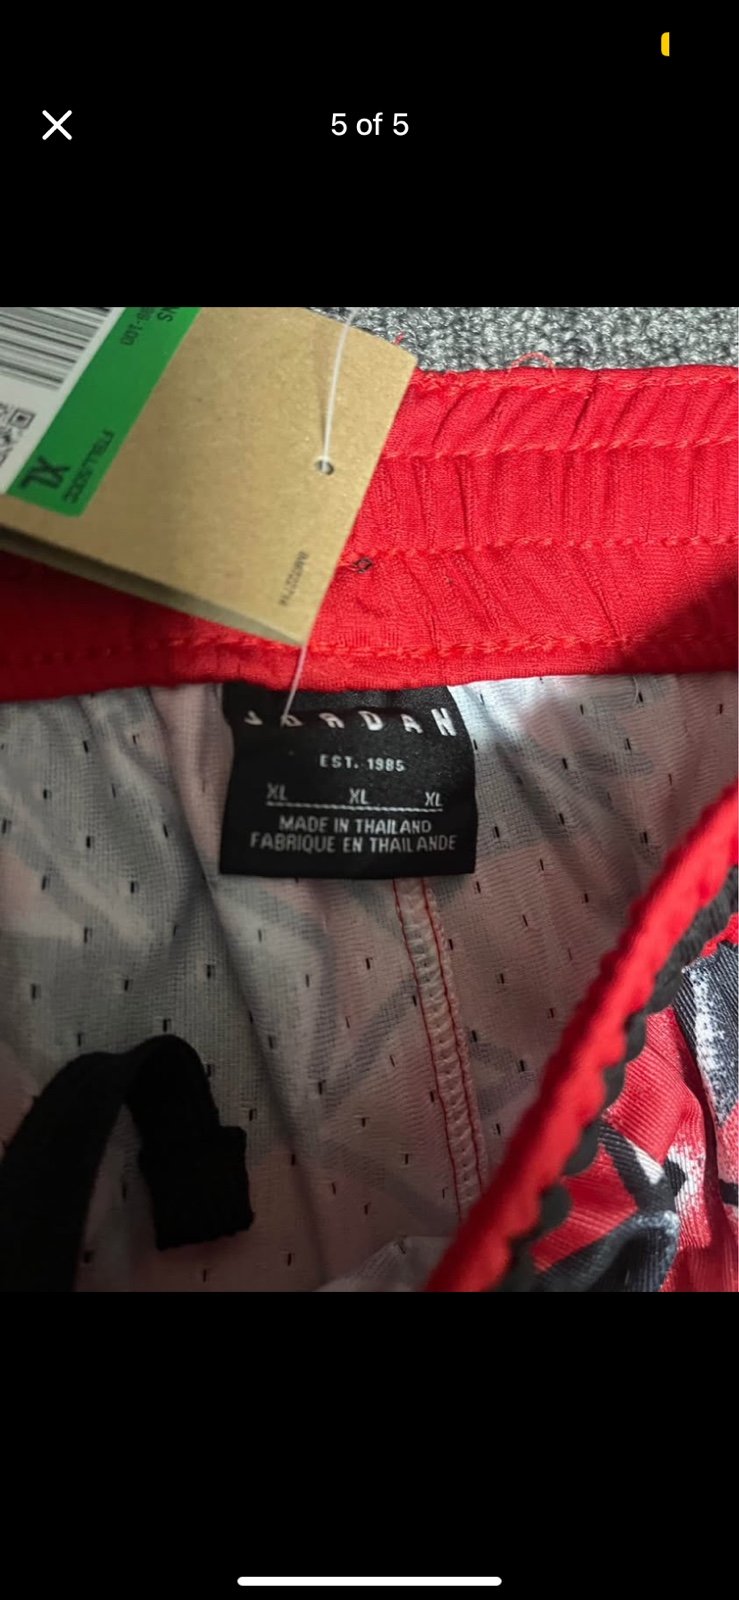 5 of 5
XL
JORDAN
EST. 1985
XL XL XL
MADE IN THAILAND
FABRIQUE EN THAILANDE